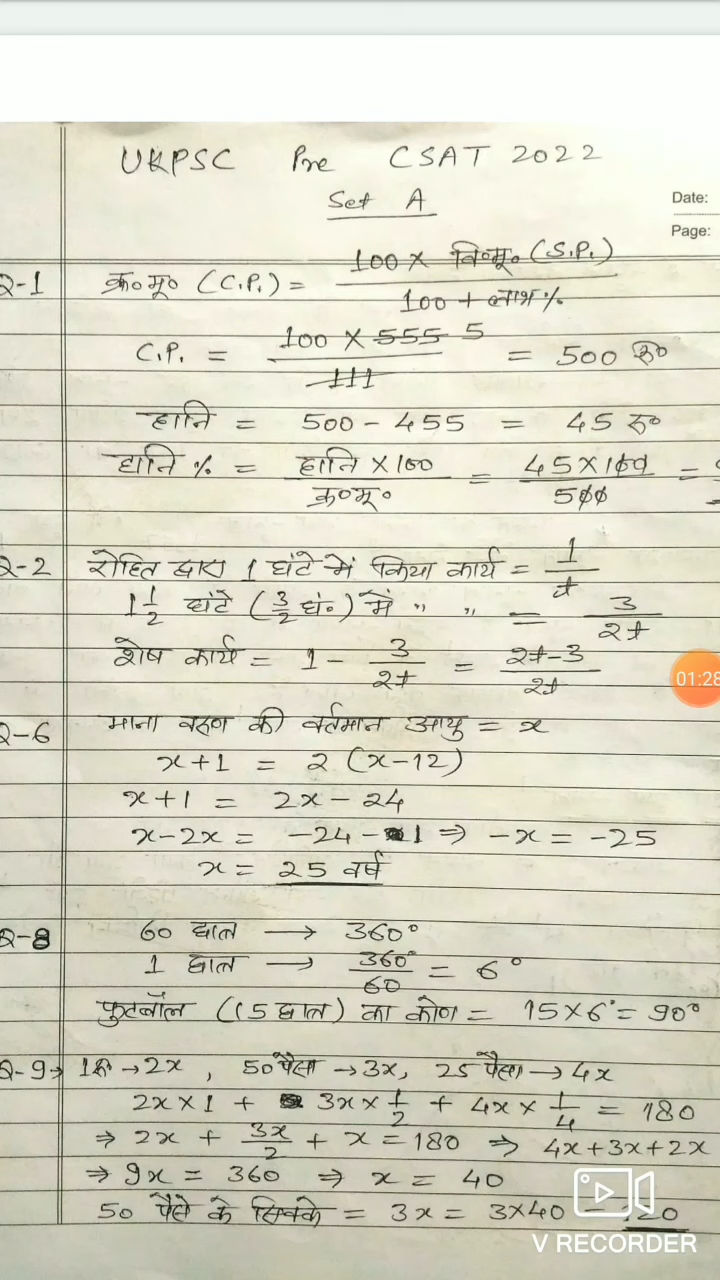 UKPSC Pre CSAT 2022
Set A
Date:
Page:
Q-1 क्र०मू० (C.P.) = 100 × वि०मू० (S.P.) / 100 + लाभ%
C.P. = 100 × 555 5 / 111 = 500 रू०
हानि = 500 - 455 = 45 रू०
हानि % = हानि × 100 / क्र०मू० = 45 × 100 / 500 =
Q-2 रोहित द्वारा 1 घंटे में किया कार्य = 1/t
1 1/2 घंटे (3/2 घं०) में " " = 3/2t
शेष कार्य = 1 - 3/2t = 2t-3/2t
01:28
Q-6 माना वरूण की वर्तमान आयु = x
x+1 = 2 (x-12)
x+1 = 2x - 24
x-2x = -24 - 1 ⇒ -x = -25
x = 25 वर्ष
Q-8 60 छात्र → 360°
1 छात्र → 360°/60 = 6°
फुटबॉल (15 छात्र) का कोण = 15×6° = 90°
Q-9 → 1रू → 2x , 50 पैसा → 3x, 25 पैसा → 4x
2x × 1 + 3x × 1/2 + 4x × 1/4 = 180
⇒ 2x + 3x/2 + x = 180 ⇒ 4x+3x+2x
⇒ 9x = 360 ⇒ x = 40
50 पैसे के सिक्के = 3x = 3×40 = 120
V RECORDER